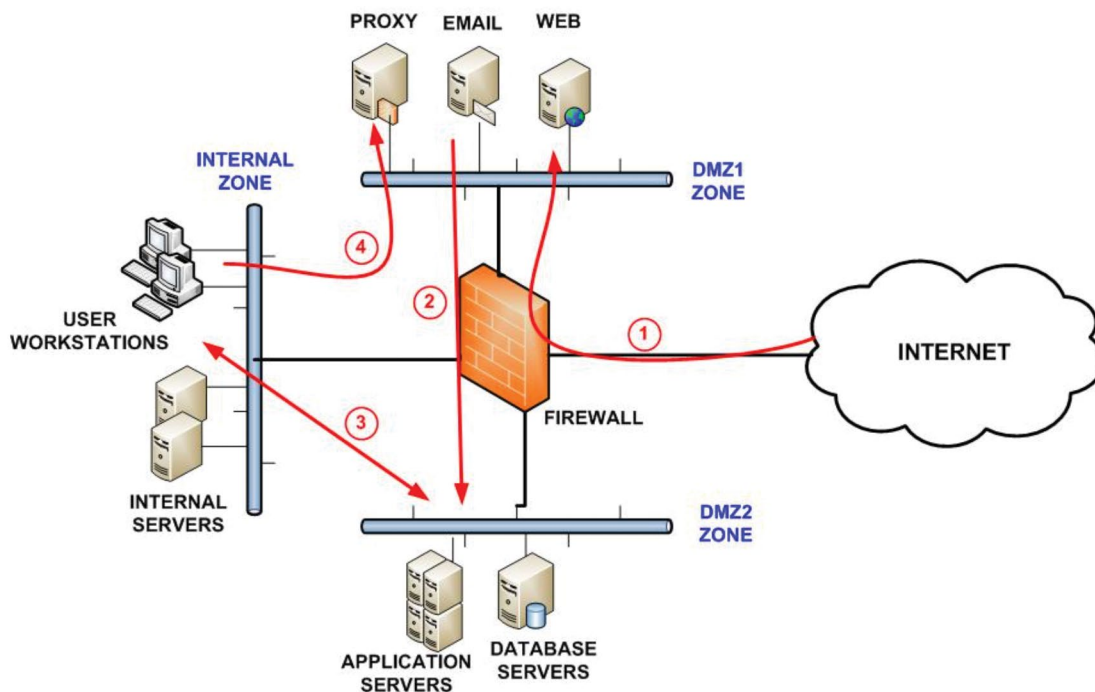 PROXY
EMAIL
WEB
INTERNAL
ZONE
DMZ1
ZONE
4
2
1
USER
WORKSTATIONS
INTERNET
FIREWALL
3
INTERNAL
SERVERS
DMZ2
ZONE
APPLICATION
SERVERS
DATABASE
SERVERS